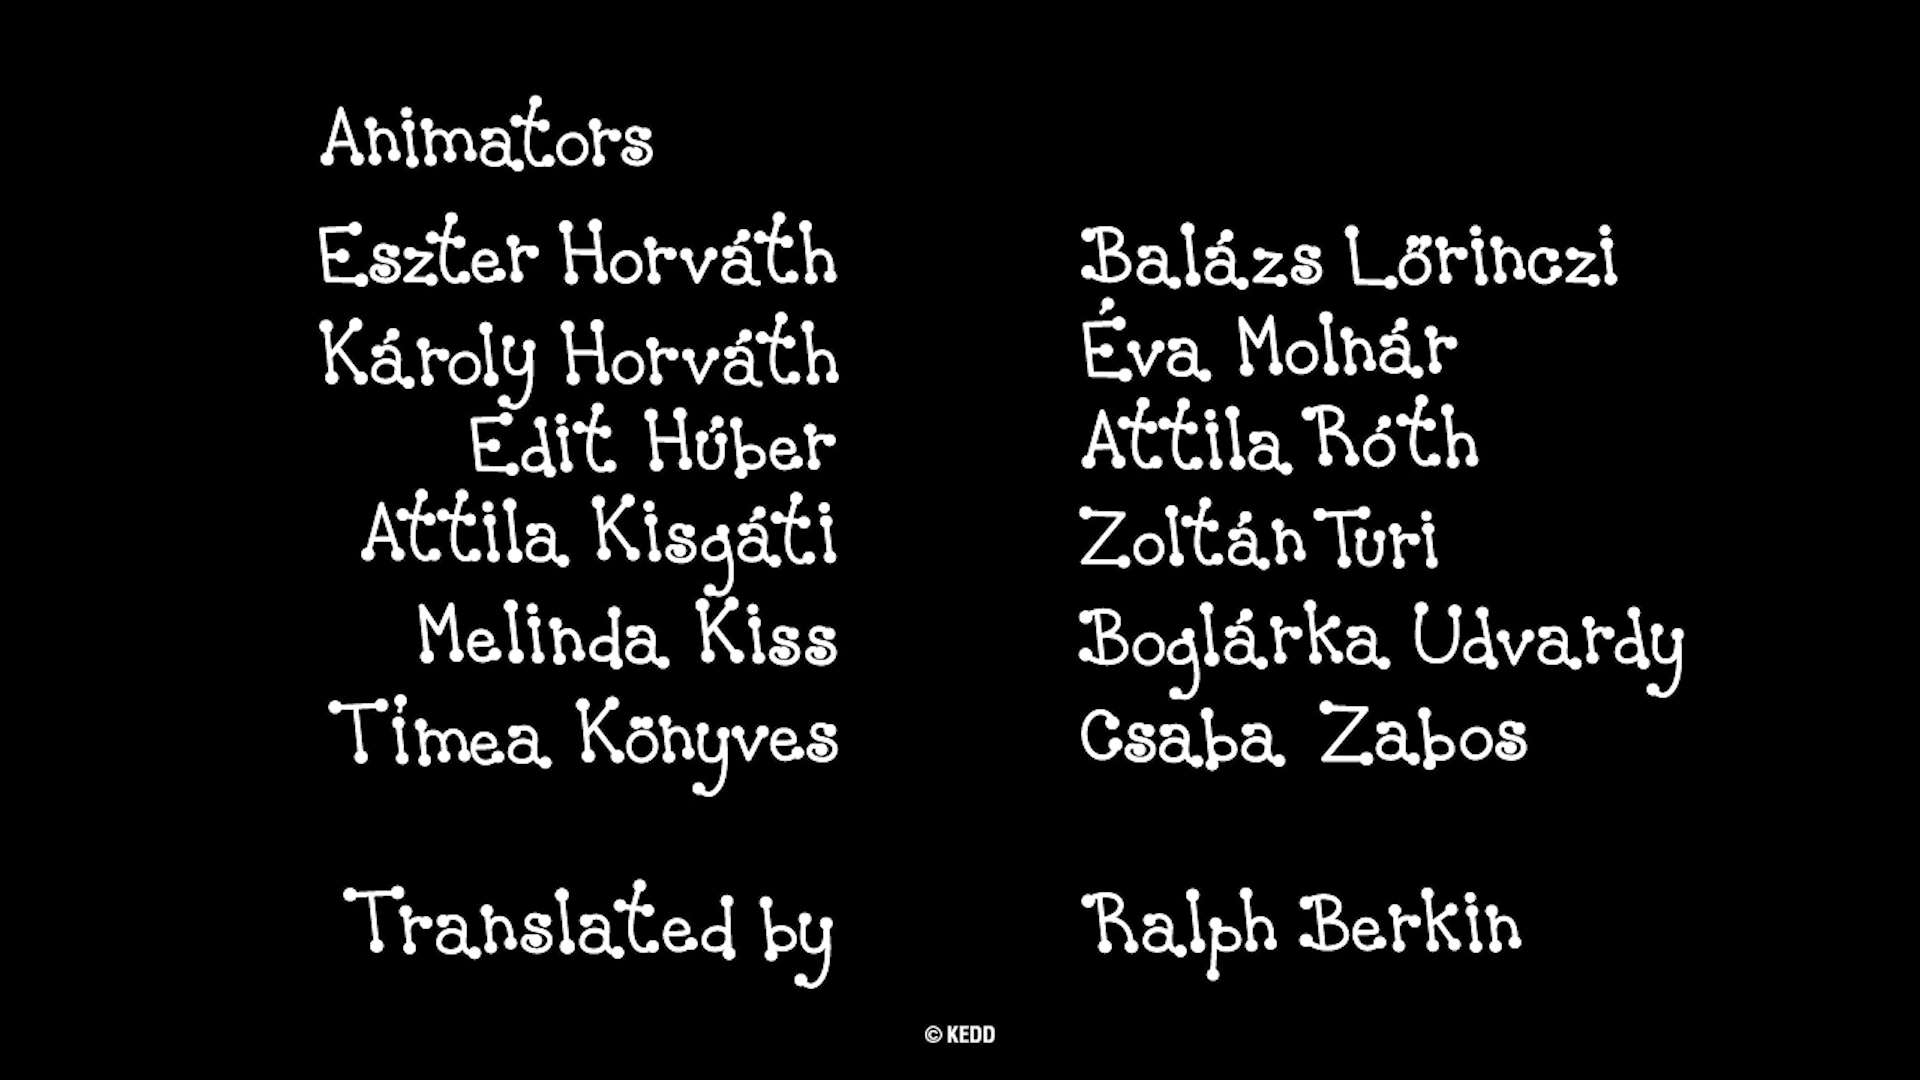 Animators
Eszter Horváth
Károly Horváth
Edit Húber
Attila Kisgáti
Melinda Kiss
Tímea Könyves
Balázs Lőrinczi
Éva Molnár
Attila Róth
Zoltán Turi
Boglárka Udvardy
Csaba Zabos
Translated by Ralph Berkin
© KEDD